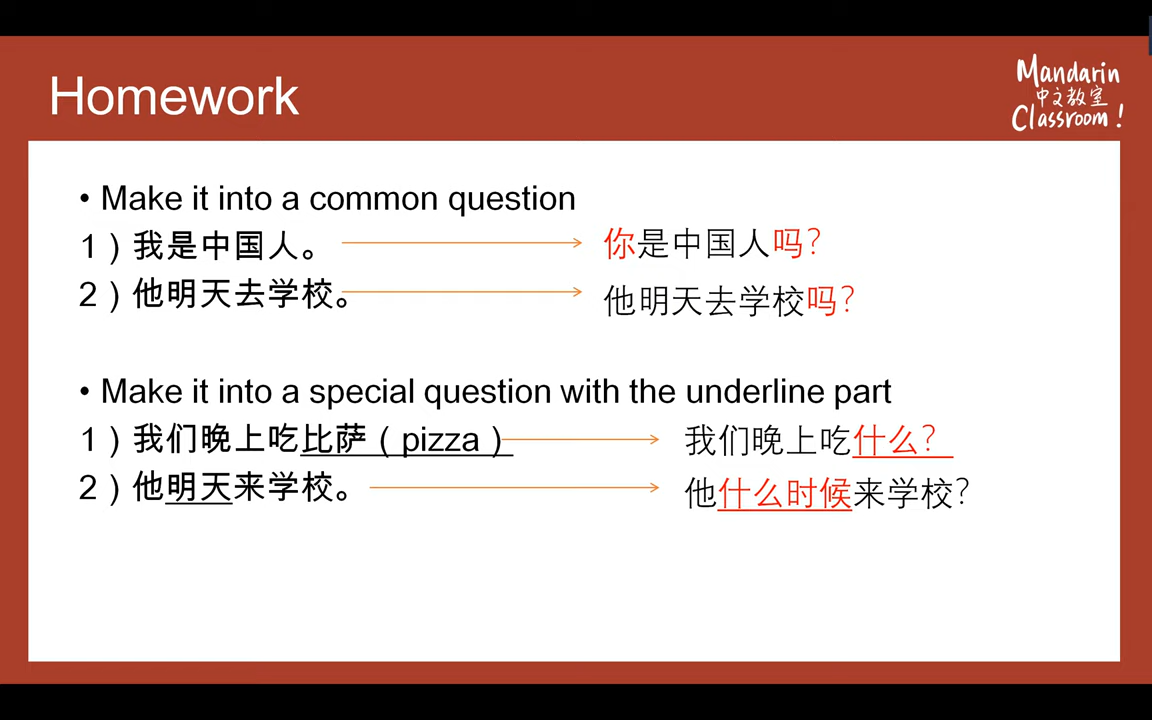 Homework
Mandarin
中文教室
Classroom!
• Make it into a common question
1）我是中国人。 你是中国人吗？
2）他明天去学校。 他明天去学校吗？
• Make it into a special question with the underline part
1）我们晚上吃比萨（pizza） 我们晚上吃什么？
2）他明天来学校。 他什么时候来学校？